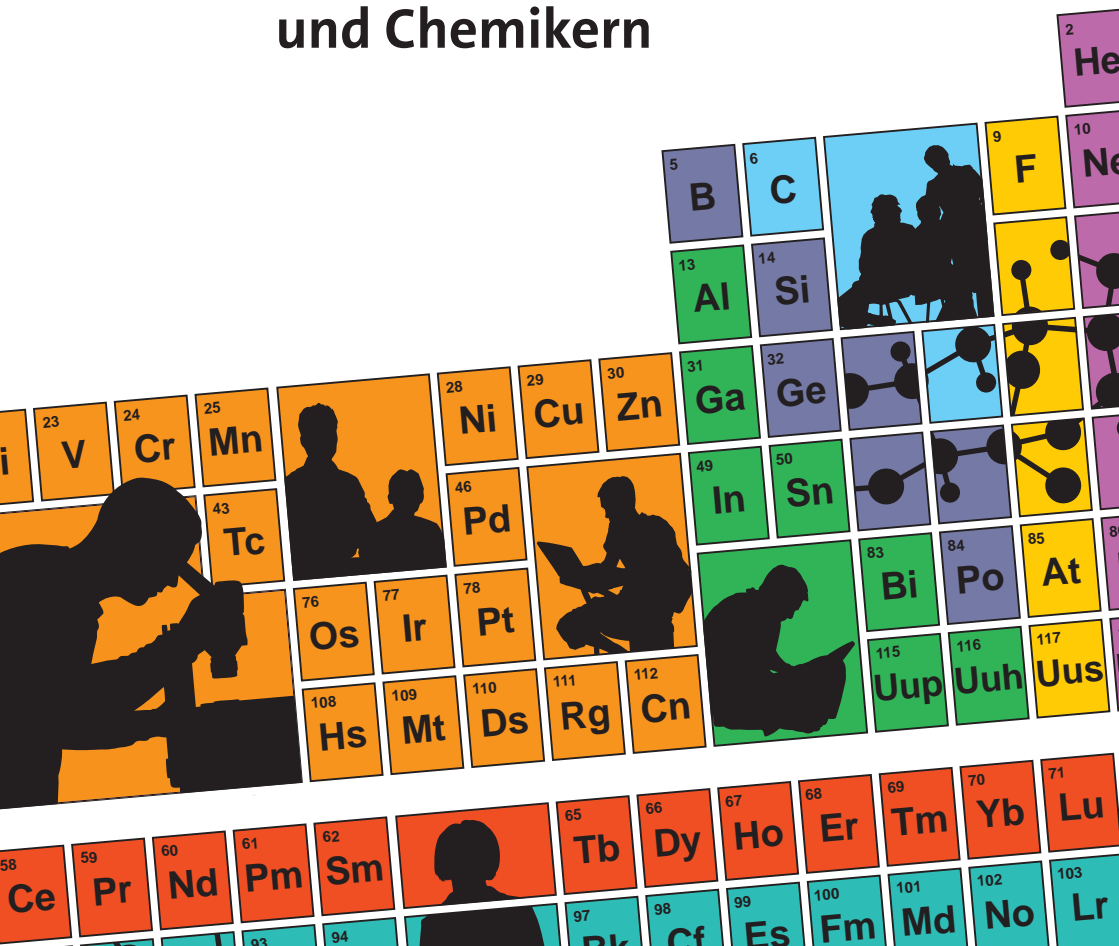 und Chemikern
2 He
5 B 6 C 9 F 10 Ne
13 Al 14 Si
23 V 24 Cr 25 Mn 28 Ni 29 Cu 30 Zn 31 Ga 32 Ge
43 Tc 46 Pd 49 In 50 Sn
76 Os 77 Ir 78 Pt 83 Bi 84 Po 85 At
108 Hs 109 Mt 110 Ds 111 Rg 112 Cn 115 Uup 116 Uuh 117 Uus
58 Ce 59 Pr 60 Nd 61 Pm 62 Sm 65 Tb 66 Dy 67 Ho 68 Er 69 Tm 70 Yb 71 Lu
93 94 97 Bk 98 Cf 99 Es 100 Fm 101 Md 102 No 103 Lr